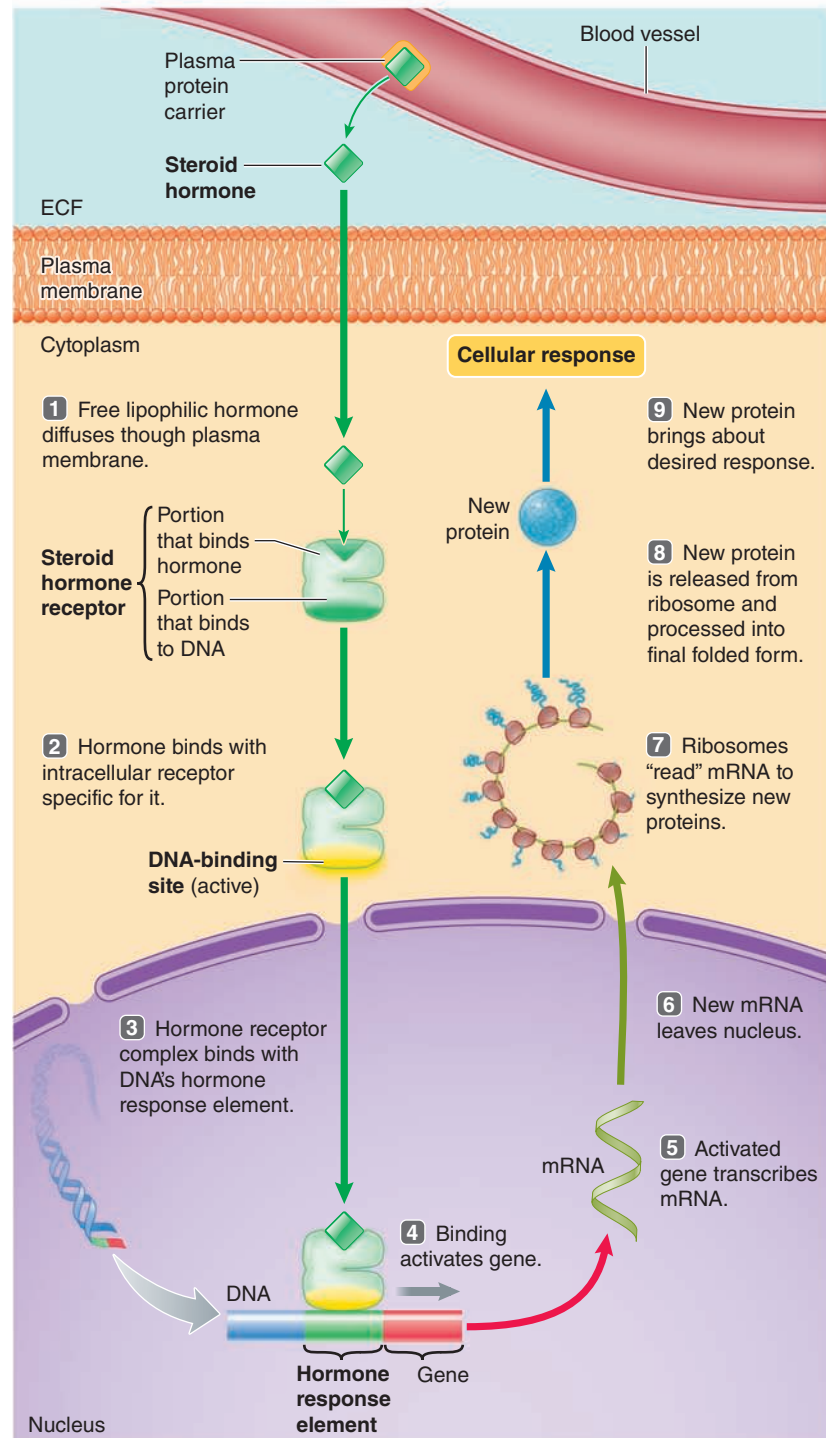 Blood vessel
Plasma
protein
carrier
Steroid
hormone
ECF
Plasma
membrane
Cytoplasm
1 Free lipophilic hormone
diffuses though plasma
membrane.
Steroid
hormone
receptor
Portion
that binds
hormone
Portion
that binds
to DNA
2 Hormone binds with
intracellular receptor
specific for it.
DNA-binding
site (active)
3 Hormone receptor
complex binds with
DNA's hormone
response element.
4 Binding
activates gene.
DNA
Hormone
response
element
Gene
mRNA
5 Activated
gene transcribes
mRNA.
6 New mRNA
leaves nucleus.
7 Ribosomes
“read” mRNA to
synthesize new
proteins.
8 New protein
is released from
ribosome and
processed into
final folded form.
New
protein
9 New protein
brings about
desired response.
Cellular response
Nucleus